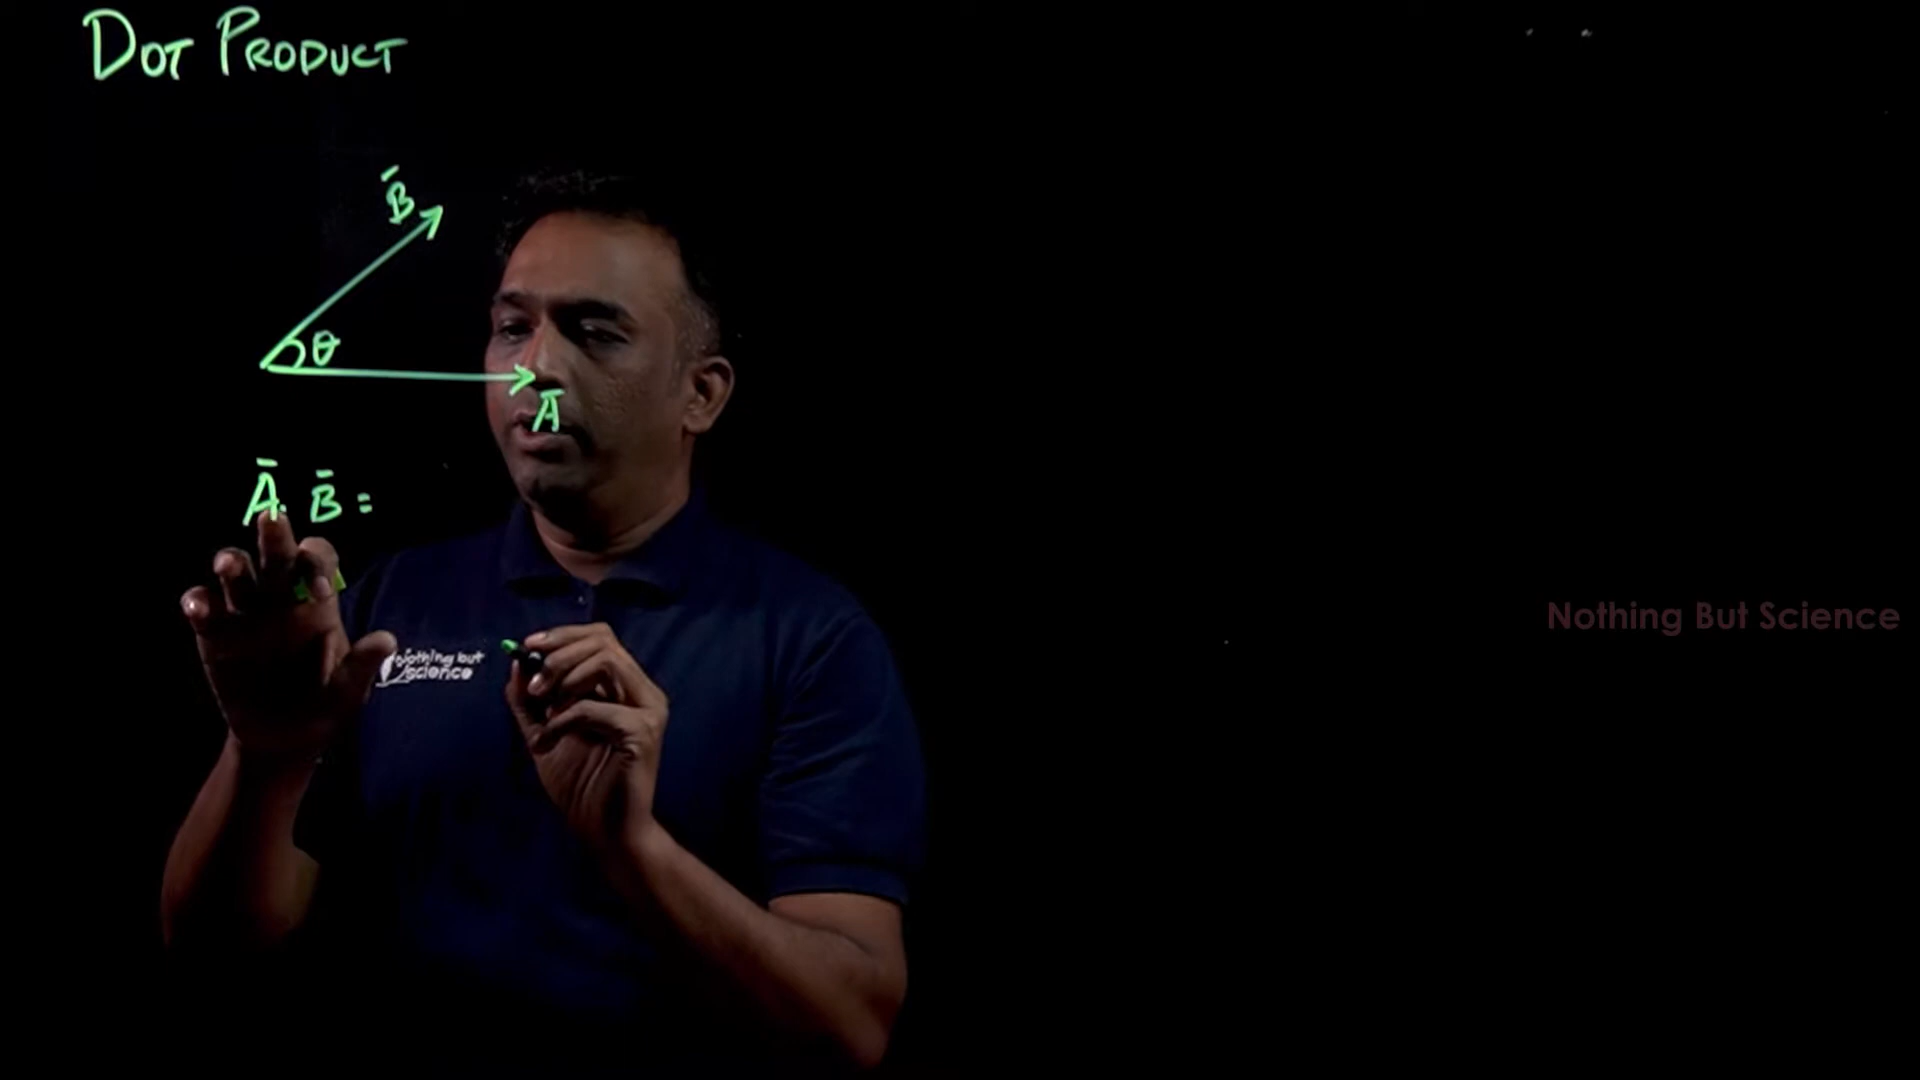 DOT PRODUCT
B̄
θ
Ā
Ā . B̄ =
Nothing But Science
Nothing but
science